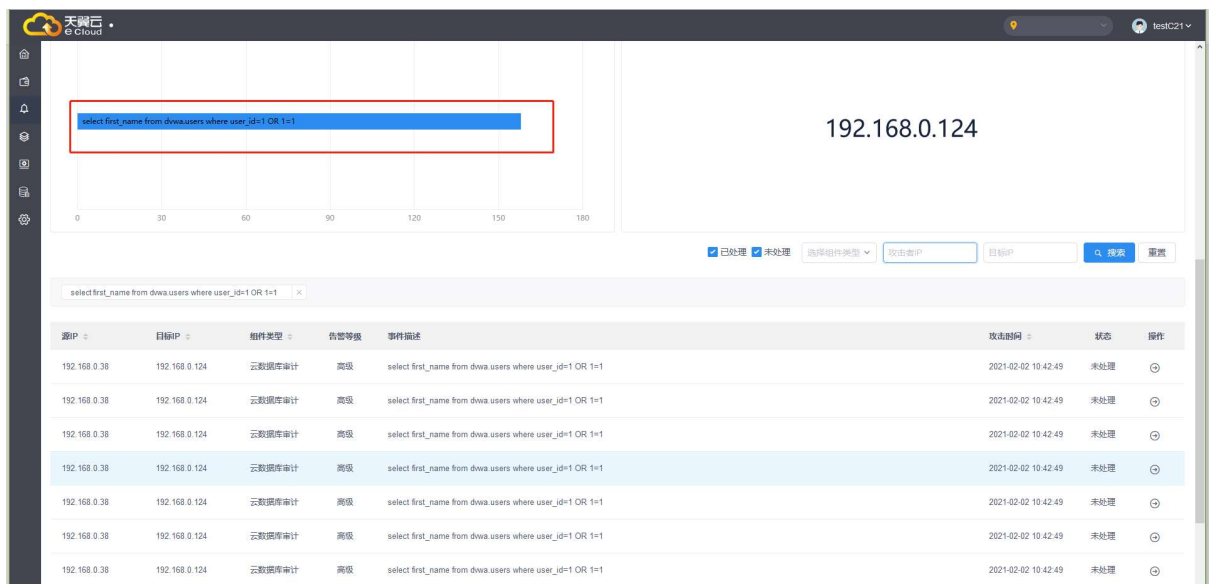 天翼云
e Cloud
testC21
select first_name from dvwa.users where user_id=1 OR 1=1
0 30 60 90 120 150 180
192.168.0.124
已处理 未处理 选择组件类型 攻击者IP 目标IP 搜索 重置
select first_name from dvwa.users where user_id=1 OR 1=1
源IP 目标IP 组件类型 告警等级 事件描述 攻击时间 状态 操作
192.168.0.38 192.168.0.124 云数据库审计 高级 select first_name from dvwa.users where user_id=1 OR 1=1 2021-02-02 10:42:49 未处理
192.168.0.38 192.168.0.124 云数据库审计 高级 select first_name from dvwa.users where user_id=1 OR 1=1 2021-02-02 10:42:49 未处理
192.168.0.38 192.168.0.124 云数据库审计 高级 select first_name from dvwa.users where user_id=1 OR 1=1 2021-02-02 10:42:49 未处理
192.168.0.38 192.168.0.124 云数据库审计 高级 select first_name from dvwa.users where user_id=1 OR 1=1 2021-02-02 10:42:49 未处理
192.168.0.38 192.168.0.124 云数据库审计 高级 select first_name from dvwa.users where user_id=1 OR 1=1 2021-02-02 10:42:49 未处理
192.168.0.38 192.168.0.124 云数据库审计 高级 select first_name from dvwa.users where user_id=1 OR 1=1 2021-02-02 10:42:49 未处理
192.168.0.38 192.168.0.124 云数据库审计 高级 select first_name from dvwa.users where user_id=1 OR 1=1 2021-02-02 10:42:49 未处理